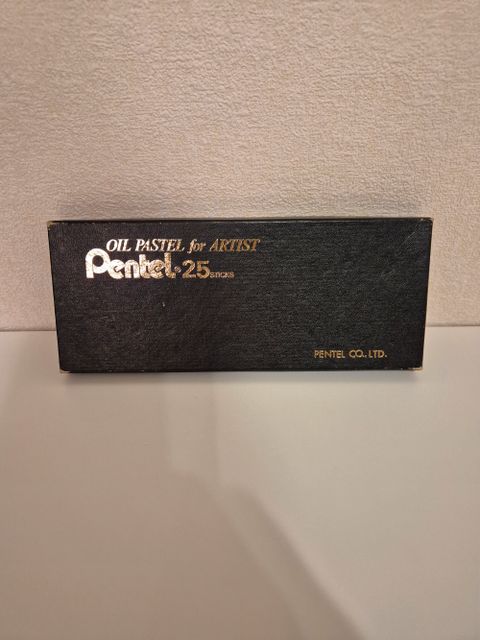 OIL PASTEL for ARTIST
Pentel·25 STICKS
PENTEL CO., LTD.